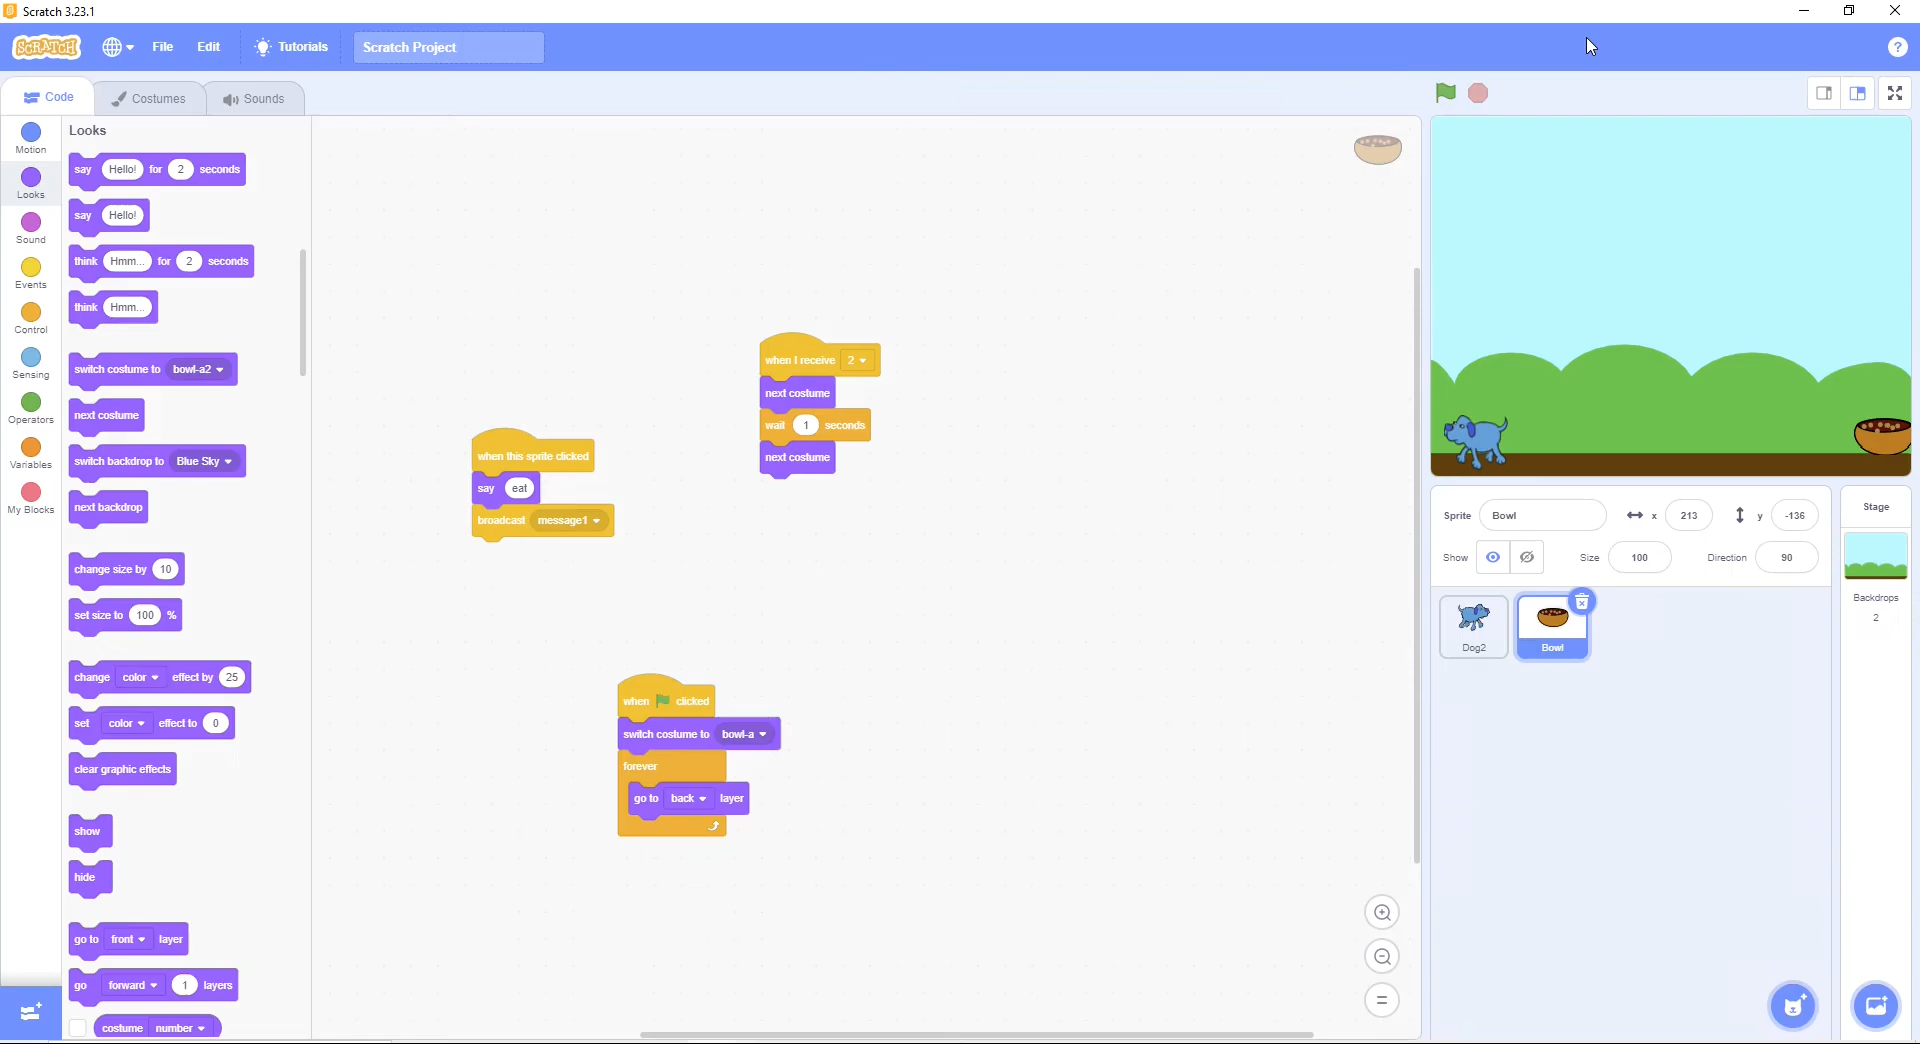 Scratch 3.23.1
SCRATCH
File
Edit
Tutorials
Scratch Project
?
Code
Costumes
Sounds
Motion
Looks
Sound
Events
Control
Sensing
Operators
Variables
My Blocks
Looks
say Hello! for 2 seconds
say Hello!
think Hmm... for 2 seconds
think Hmm...
switch costume to bowl-a2
next costume
switch backdrop to Blue Sky
next backdrop
change size by 10
set size to 100 %
change color effect by 25
set color effect to 0
clear graphic effects
show
hide
go to front layer
go forward 1 layers
costume number
when this sprite clicked
say eat
broadcast message1
when I receive 2
next costume
wait 1 seconds
next costume
when clicked
switch costume to bowl-a
forever
go to back layer
Sprite Bowl x 213 y -136
Show Size 100 Direction 90
Dog2
Bowl
Stage
Backdrops
2